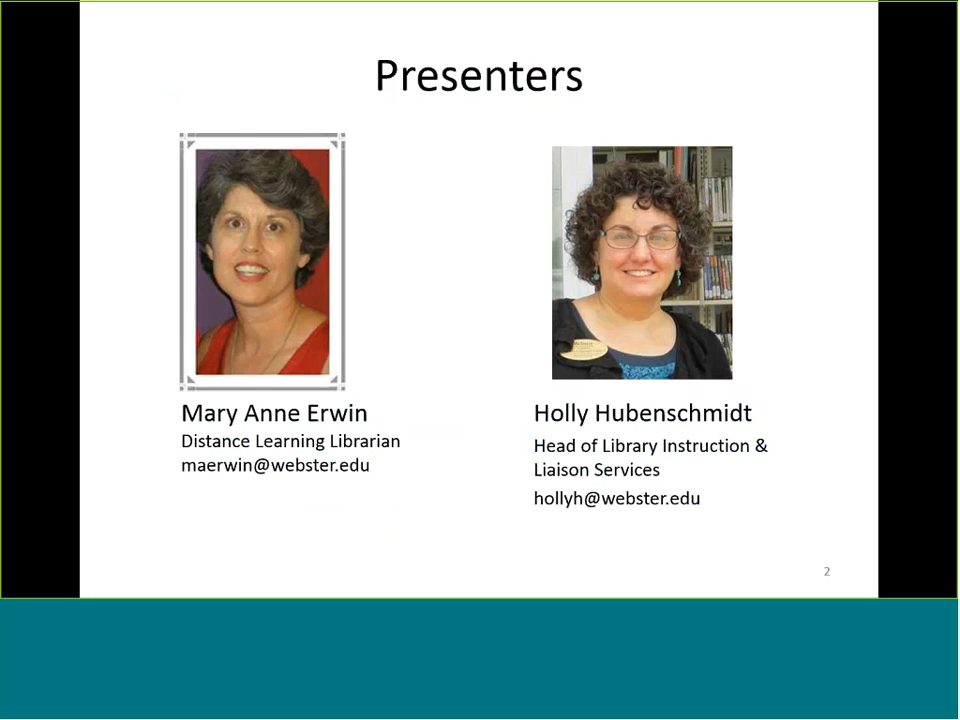 Presenters
Mary Anne Erwin
Distance Learning Librarian
maerwin@webster.edu
Holly Hubenschmidt
Head of Library Instruction &
Liaison Services
hollyh@webster.edu
2